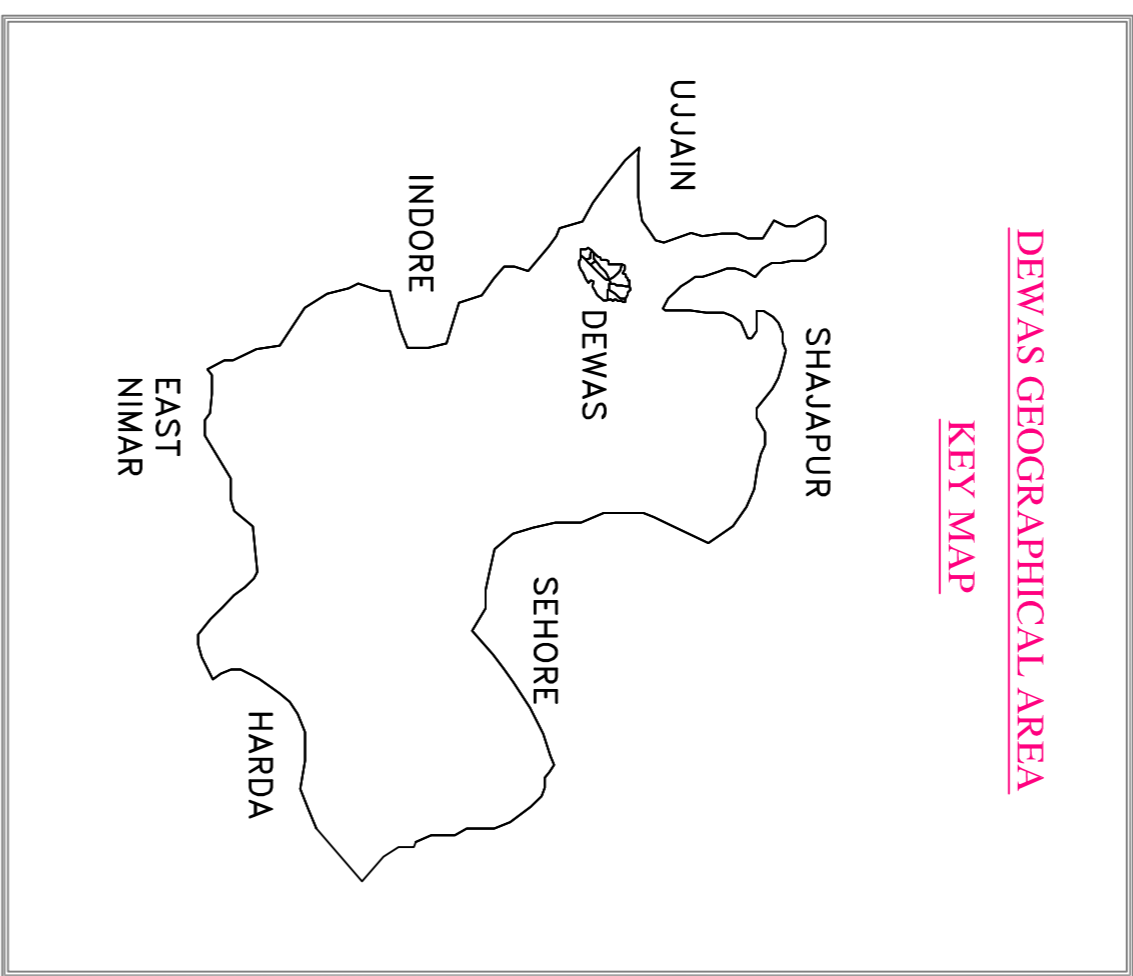 DEWAS GEOGRAPHICAL AREA
KEY MAP
SHAJAPUR
UJJAIN
DEWAS
SEHORE
INDORE
HARDA
EAST
NIMAR